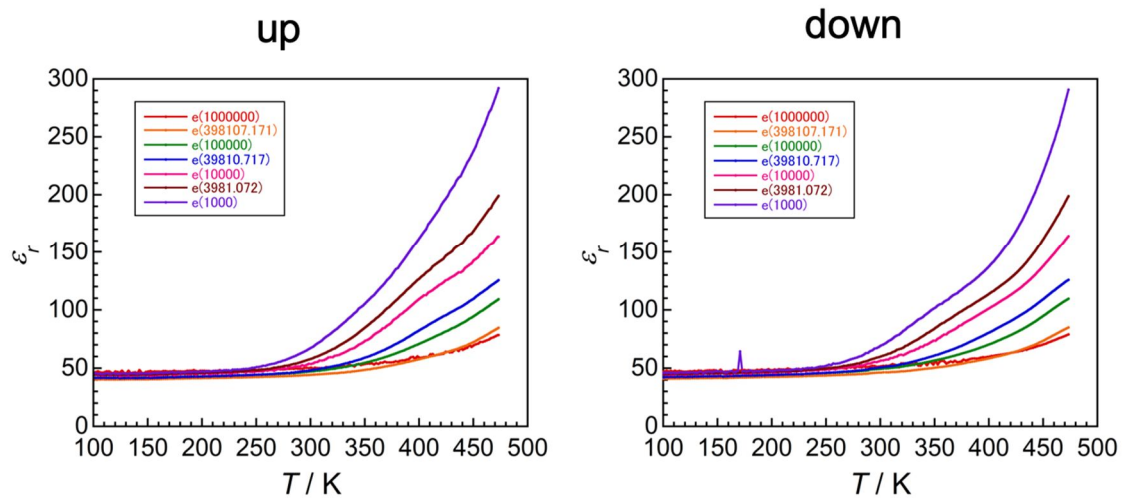 up
300
250
200
150
100
50
0
εr
e(1000000)
e(398107.171)
e(100000)
e(39810.717)
e(10000)
e(3981.072)
e(1000)
100 150 200 250 300 350 400 450 500
T / K
down
300
250
200
150
100
50
0
εr
e(1000000)
e(398107.171)
e(100000)
e(39810.717)
e(10000)
e(3981.072)
e(1000)
100 150 200 250 300 350 400 450 500
T / K